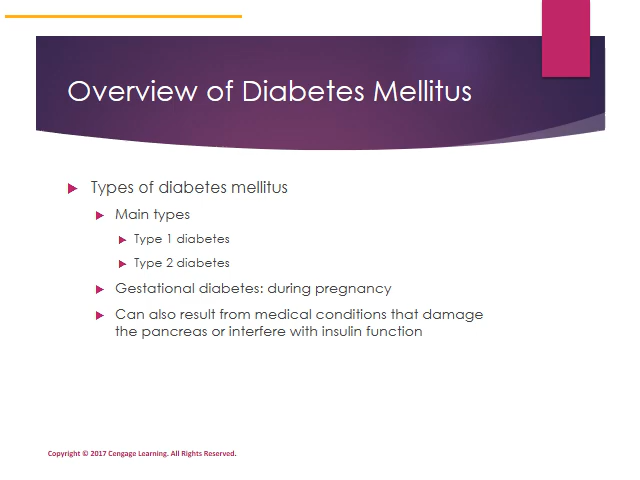 Overview of Diabetes Mellitus
Types of diabetes mellitus
Main types
Type 1 diabetes
Type 2 diabetes
Gestational diabetes: during pregnancy
Can also result from medical conditions that damage
the pancreas or interfere with insulin function
Copyright © 2017 Cengage Learning. All Rights Reserved.